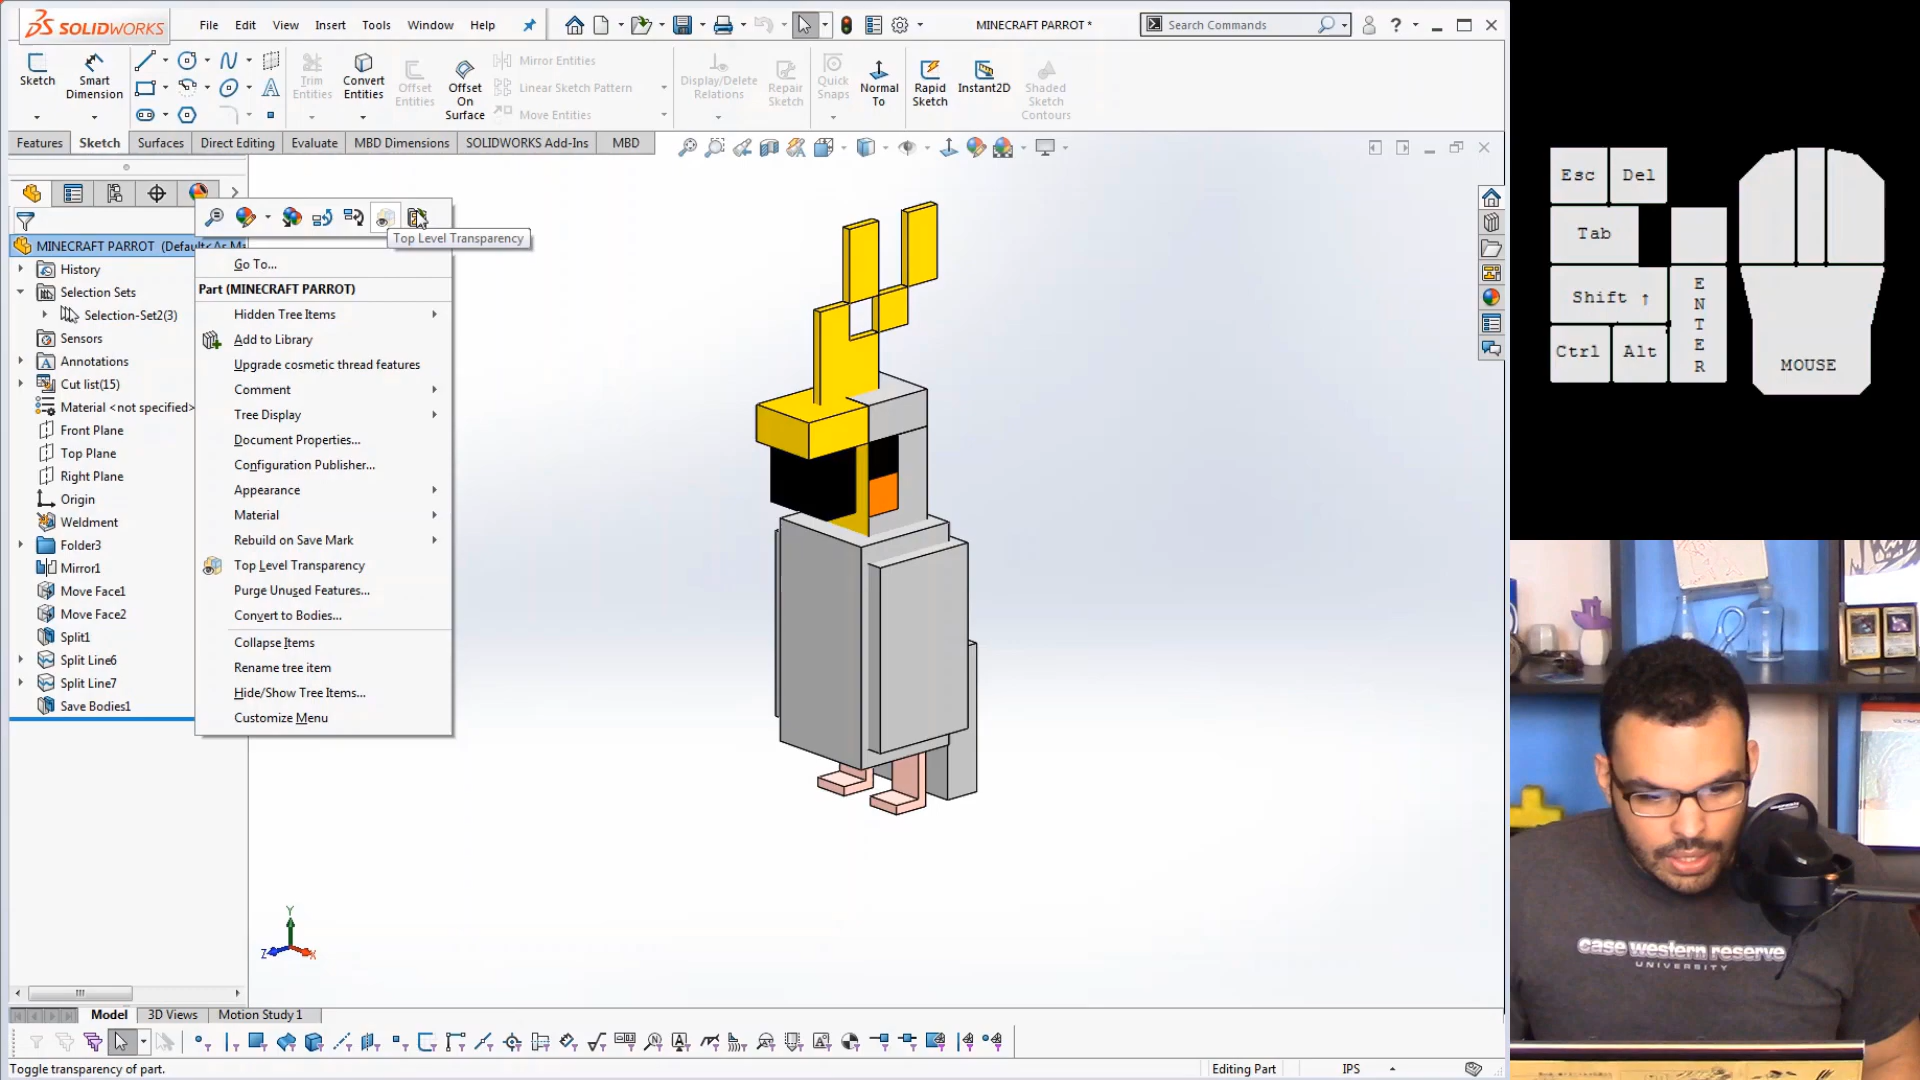 SOLIDWORKS
File Edit View Insert Tools Window Help
MINECRAFT PARROT *
Search Commands
Sketch
Smart Dimension
Trim Entities
Convert Entities
Offset Entities
Offset On Surface
Mirror Entities
Linear Sketch Pattern
Move Entities
Display/Delete Relations
Repair Sketch
Quick Snaps
Normal To
Rapid Sketch
Instant2D
Shaded Sketch Contours
Features Sketch Surfaces Direct Editing Evaluate MBD Dimensions SOLIDWORKS Add-Ins MBD
Top Level Transparency
MINECRAFT PARROT (Default<As Ma
History
Selection Sets
Selection-Set2(3)
Sensors
Annotations
Cut list(15)
Material <not specified>
Front Plane
Top Plane
Right Plane
Origin
Weldment
Folder3
Mirror1
Move Face1
Move Face2
Split1
Split Line6
Split Line7
Save Bodies1
Go To...
Part (MINECRAFT PARROT)
Hidden Tree Items
Add to Library
Upgrade cosmetic thread features
Comment
Tree Display
Document Properties...
Configuration Publisher...
Appearance
Material
Rebuild on Save Mark
Top Level Transparency
Purge Unused Features...
Convert to Bodies...
Collapse Items
Rename tree item
Hide/Show Tree Items...
Customize Menu
Y
Z
X
Model 3D Views Motion Study 1
Toggle transparency of part.
Editing Part
IPS
Esc Del
Tab
Shift ↑
Ctrl Alt
ENTER
MOUSE
case western reserve
UNIVERSITY